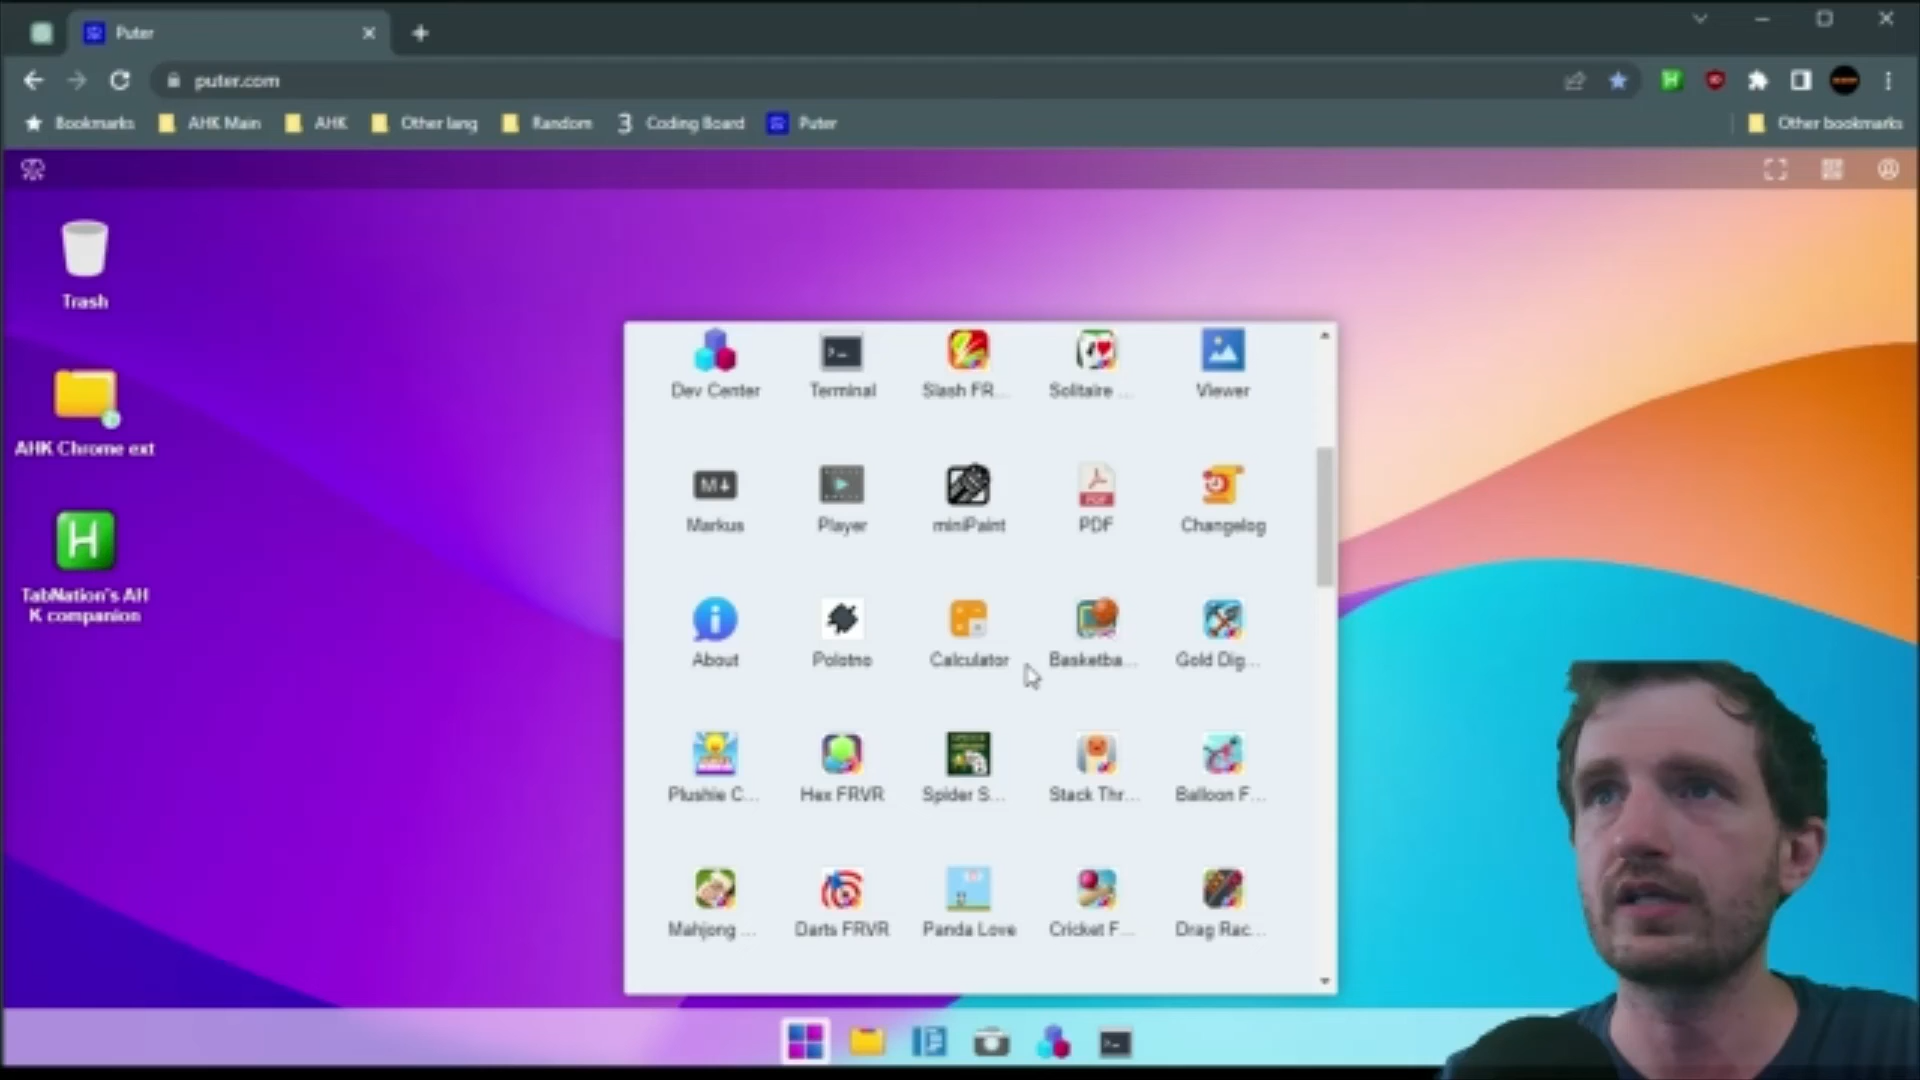 Puter
puter.com
Bookmarks AHK Main AHK Other lang Random 3 Coding Board Puter Other bookmarks
Trash
AHK Chrome ext
H
TabNation's AH
K companion
Dev Center Terminal Slash FR... Solitaire ... Viewer
M
Markus Player miniPaint PDF Changelog
PDF
About Polotno Calculator Basketba... Gold Dig...
Plushie C... Hex FRVR Spider S... Stack Thr... Balloon F...
Mahjong ... Darts FRVR Panda Love Cricket F... Drag Rac...